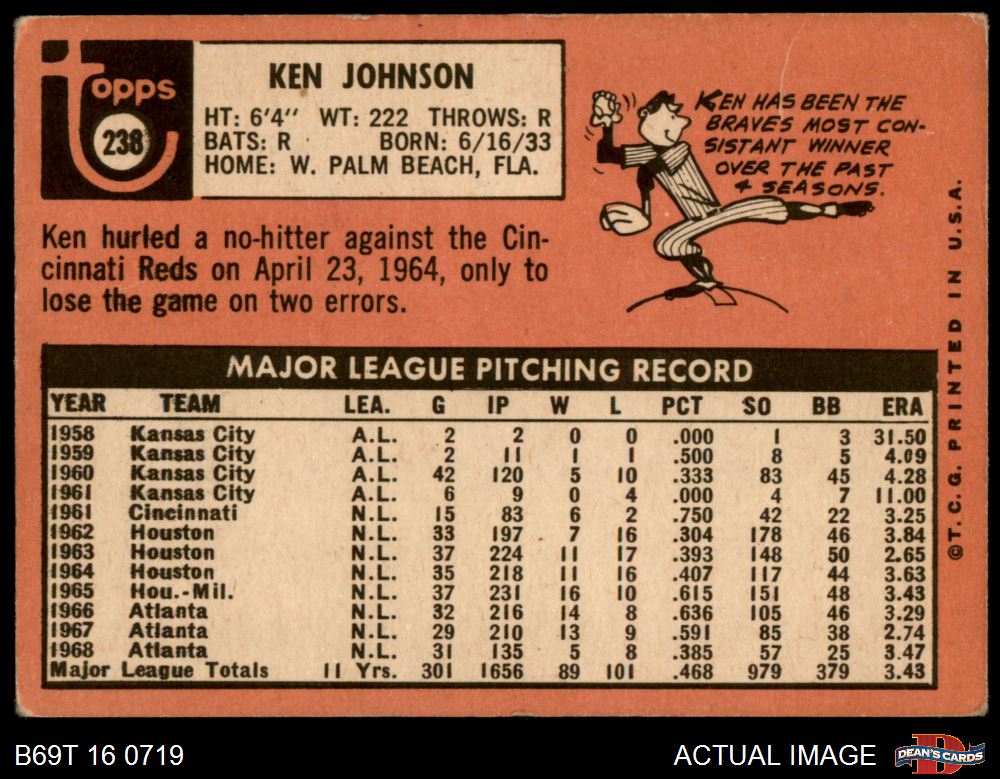 Topps
238
KEN JOHNSON
HT: 6'4" WT: 222 THROWS: R
BATS: R BORN: 6/16/33
HOME: W. PALM BEACH, FLA.
KEN HAS BEEN THE
BRAVES MOST CON-
SISTANT WINNER
OVER THE PAST
4 SEASONS.
Ken hurled a no-hitter against the Cin-
cinnati Reds on April 23, 1964, only to
lose the game on two errors.
MAJOR LEAGUE PITCHING RECORD
YEAR TEAM LEA. G IP W L PCT SO BB ERA
1958 Kansas City A.L. 2 2 0 0 .000 1 3 31.50
1959 Kansas City A.L. 2 11 1 1 .500 8 5 4.09
1960 Kansas City A.L. 42 120 5 10 .333 83 45 4.28
1961 Kansas City A.L. 6 9 0 4 .000 4 7 11.00
1961 Cincinnati N.L. 15 83 6 2 .750 42 22 3.25
1962 Houston N.L. 33 197 7 16 .304 178 46 3.84
1963 Houston N.L. 37 224 11 17 .393 148 50 2.65
1964 Houston N.L. 35 218 11 16 .407 117 44 3.63
1965 Hou.-Mil. N.L. 37 231 16 10 .615 151 48 3.43
1966 Atlanta N.L. 32 216 14 8 .636 105 46 3.29
1967 Atlanta N.L. 29 210 13 9 .591 85 38 2.74
1968 Atlanta N.L. 31 135 5 8 .385 57 25 3.47
Major League Totals 11 Yrs. 301 1656 89 101 .468 979 379 3.43
©T.C.G. PRINTED IN U.S.A.
B69T 16 0719
ACTUAL IMAGE
DEAN'S CARDS